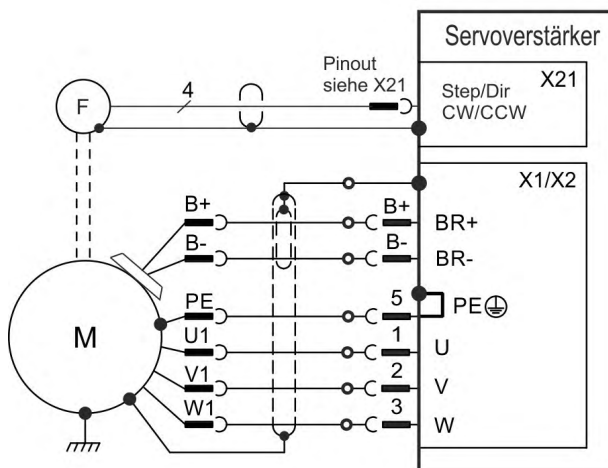 Servoverstärker
Pinout
siehe X21
4
F
Step/Dir
CW/CCW
X21
X1/X2
B+
B+
BR+
B-
B-
BR-
PE
5
PE
M
U1
1
U
V1
2
V
W1
3
W